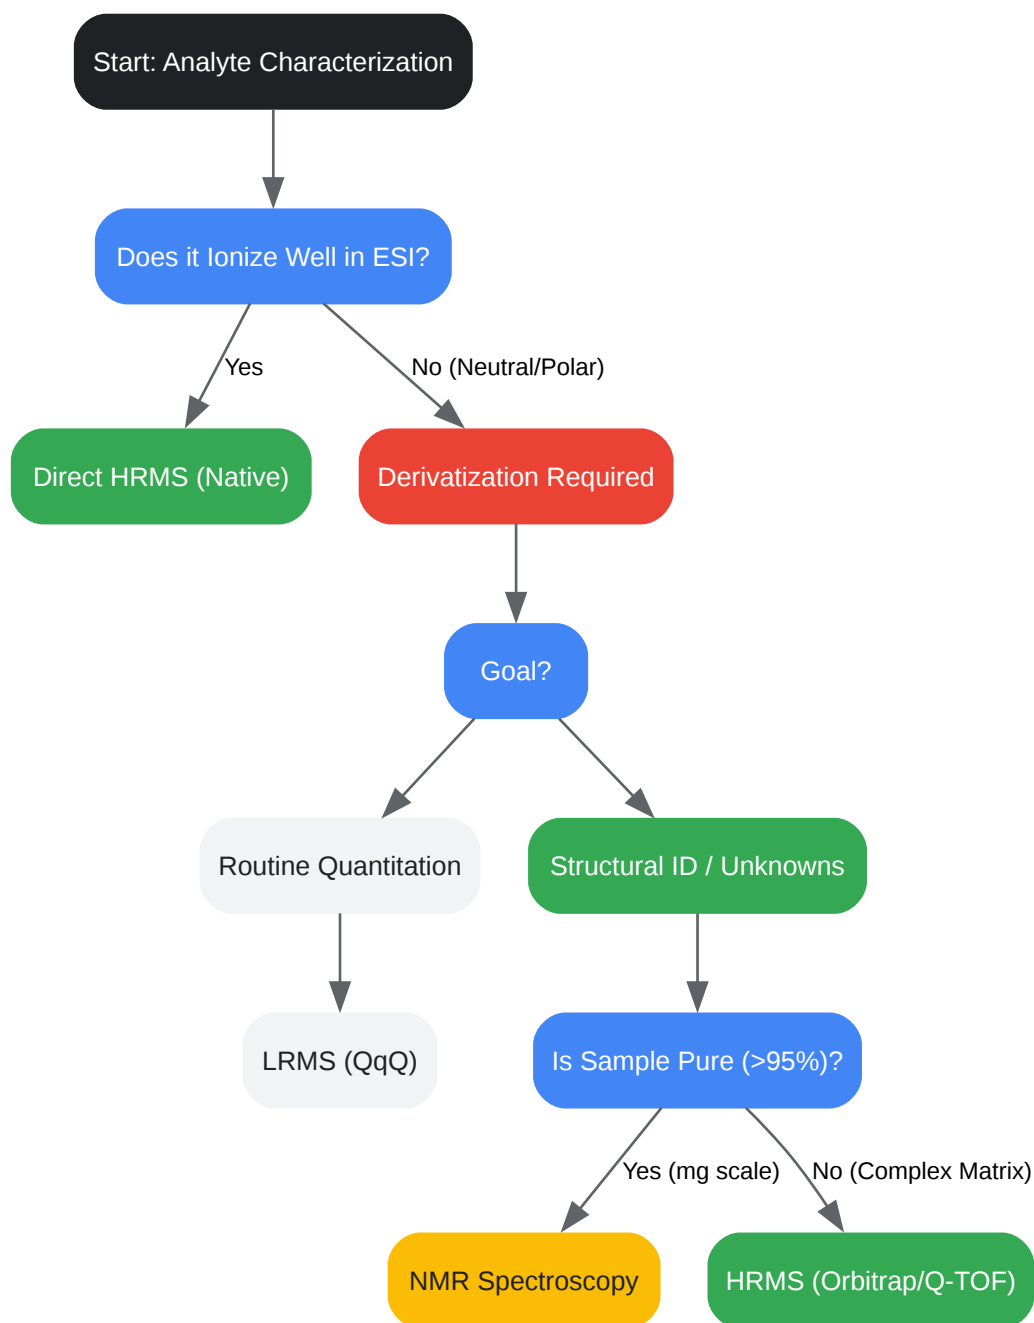 Start: Analyte Characterization
Does it Ionize Well in ESI?
Yes
No (Neutral/Polar)
Direct HRMS (Native)
Derivatization Required
Goal?
Routine Quantitation
Structural ID / Unknowns
LRMS (QqQ)
Is Sample Pure (>95%)?
Yes (mg scale)
No (Complex Matrix)
NMR Spectroscopy
HRMS (Orbitrap/Q-TOF)